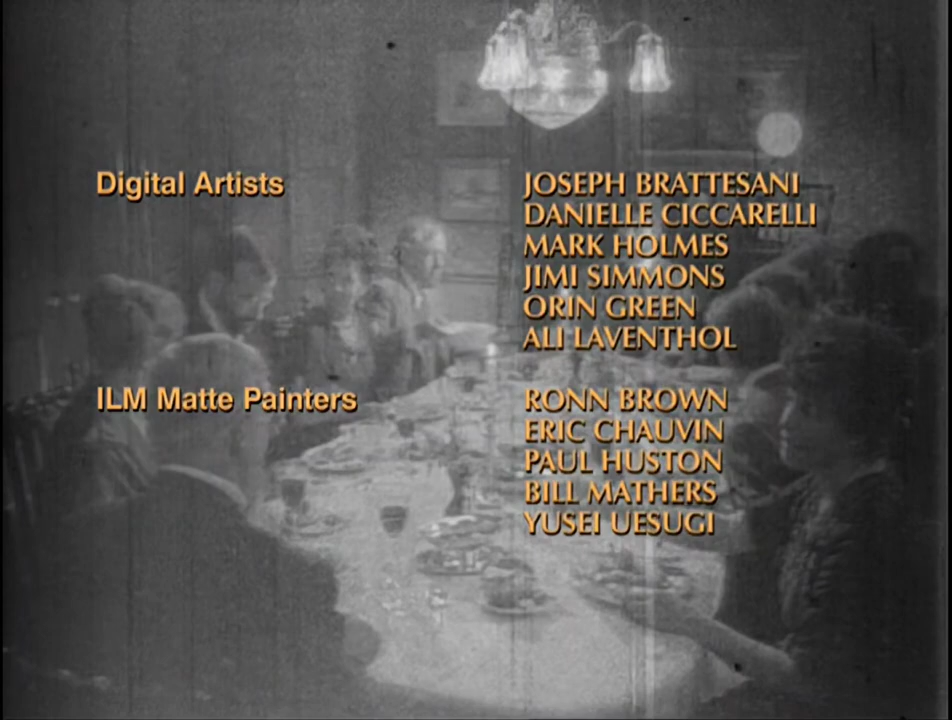 Digital Artists JOSEPH BRATTESANI
DANIELLE CICCARELLI
MARK HOLMES
JIMI SIMMONS
ORIN GREEN
ALI LAVENTHOL
ILM Matte Painters RONN BROWN
ERIC CHAUVIN
PAUL HUSTON
BILL MATHERS
YUSEI UESUGI